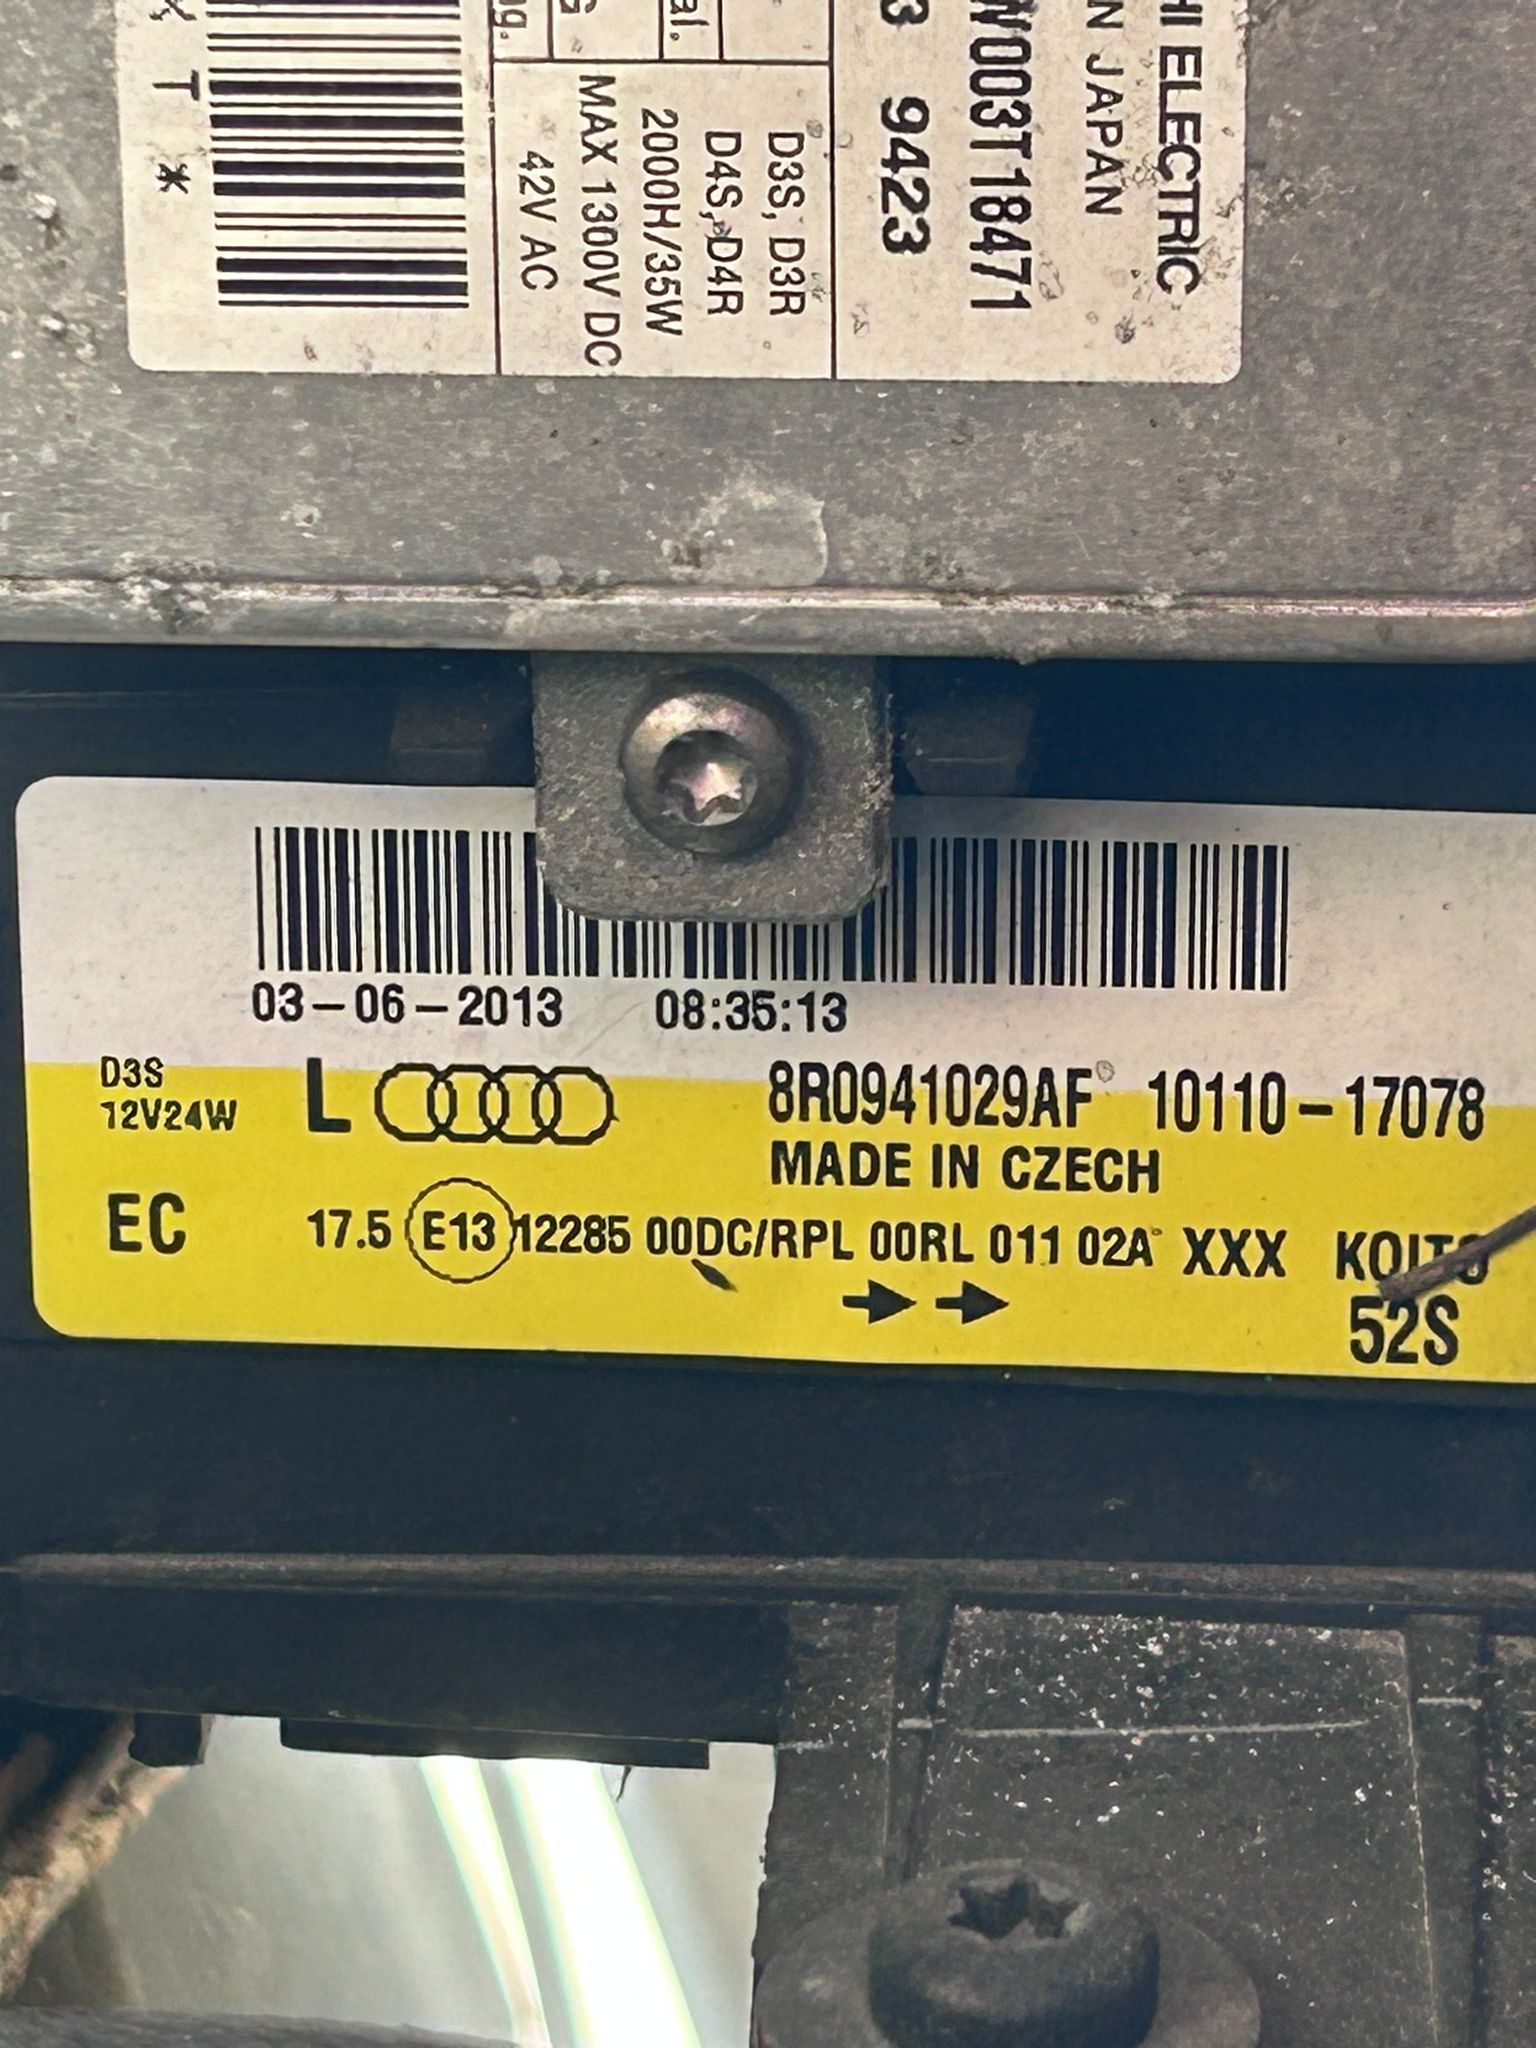 HI ELECTRIC
N JAPAN
W003T18471
3 9423
D3S, D3R
D4S, D4R
2000H/35W
MAX 1300V DC
42V AC
al.
T *
03-06-2013 08:35:13
D3S
12V24W
L
8R0941029AF 10110-17078
MADE IN CZECH
EC
17.5 E13 12285 00DC/RPL 00RL 011 02A XXX KOITO
52S